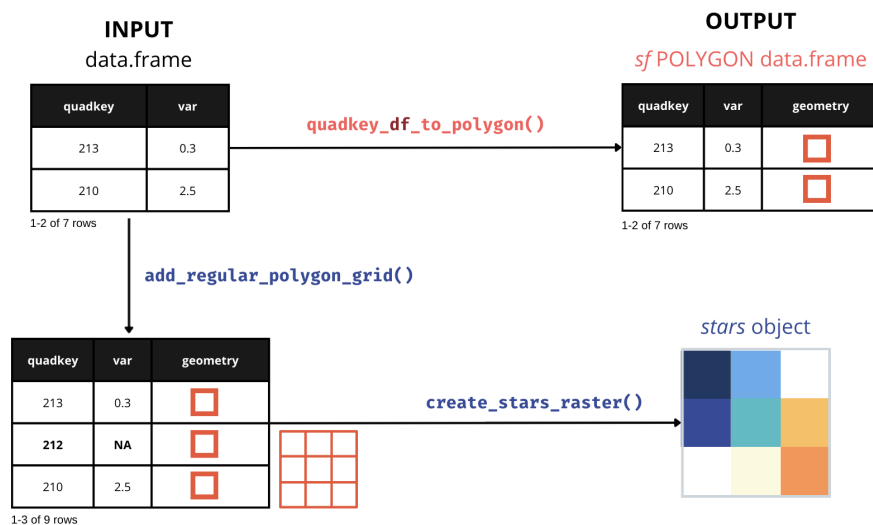 INPUT
data.frame
quadkey var
213 0.3
210 2.5
1-2 of 7 rows
quadkey_df_to_polygon()
OUTPUT
sf POLYGON data.frame
quadkey var geometry
213 0.3
210 2.5
1-2 of 7 rows
add_regular_polygon_grid()
quadkey var geometry
213 0.3
212 NA
210 2.5
1-3 of 9 rows
create_stars_raster()
stars object